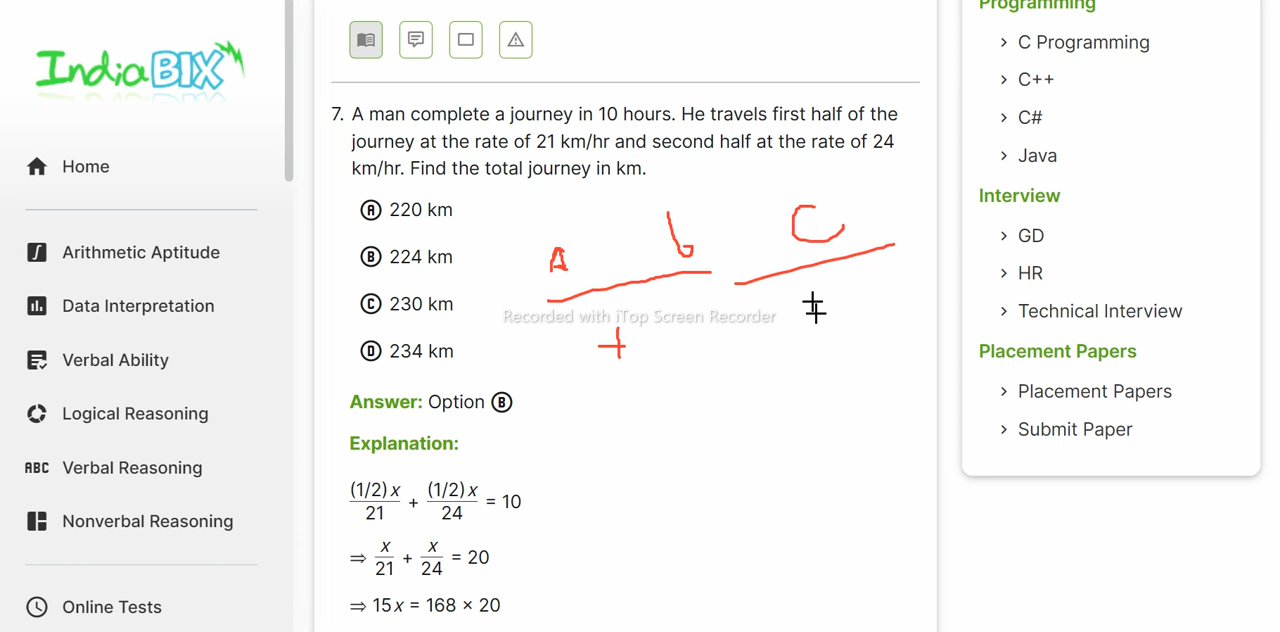 IndiaBIX
Home
Arithmetic Aptitude
Data Interpretation
Verbal Ability
Logical Reasoning
ABC Verbal Reasoning
Nonverbal Reasoning
Online Tests
7. A man complete a journey in 10 hours. He travels first half of the
journey at the rate of 21 km/hr and second half at the rate of 24
km/hr. Find the total journey in km.
A 220 km
B 224 km
C 230 km
D 234 km
A b C
+
Recorded with iTop Screen Recorder
Answer: Option B
Explanation:
(1/2)x/21 + (1/2)x/24 = 10
⇒ x/21 + x/24 = 20
⇒ 15x = 168 × 20
Programming
> C Programming
> C++
> C#
> Java
Interview
> GD
> HR
> Technical Interview
Placement Papers
> Placement Papers
> Submit Paper